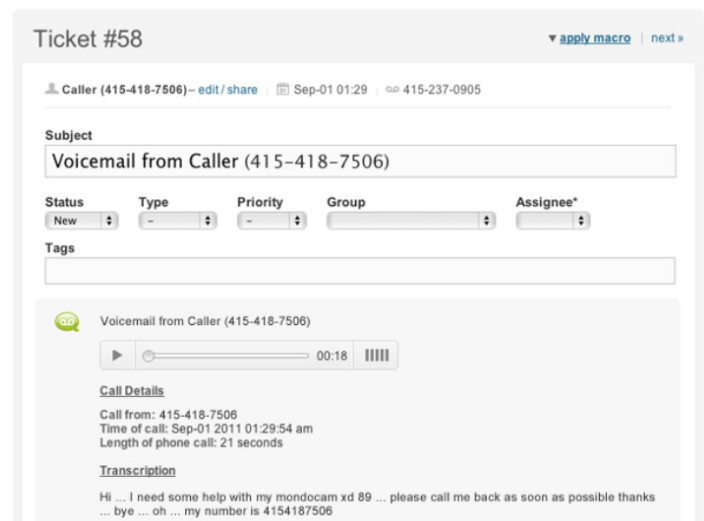 Ticket #58
▼ apply macro | next »
Caller (415-418-7506) – edit/share | Sep-01 01:29 | 415-237-0905
Subject
Voicemail from Caller (415-418-7506)
Status Type Priority Group Assignee*
New - -
Tags
Voicemail from Caller (415-418-7506)
00:18
Call Details
Call from: 415-418-7506
Time of call: Sep-01 2011 01:29:54 am
Length of phone call: 21 seconds
Transcription
Hi ... I need some help with my mondocam xd 89 ... please call me back as soon as possible thanks
... bye ... oh ... my number is 4154187506